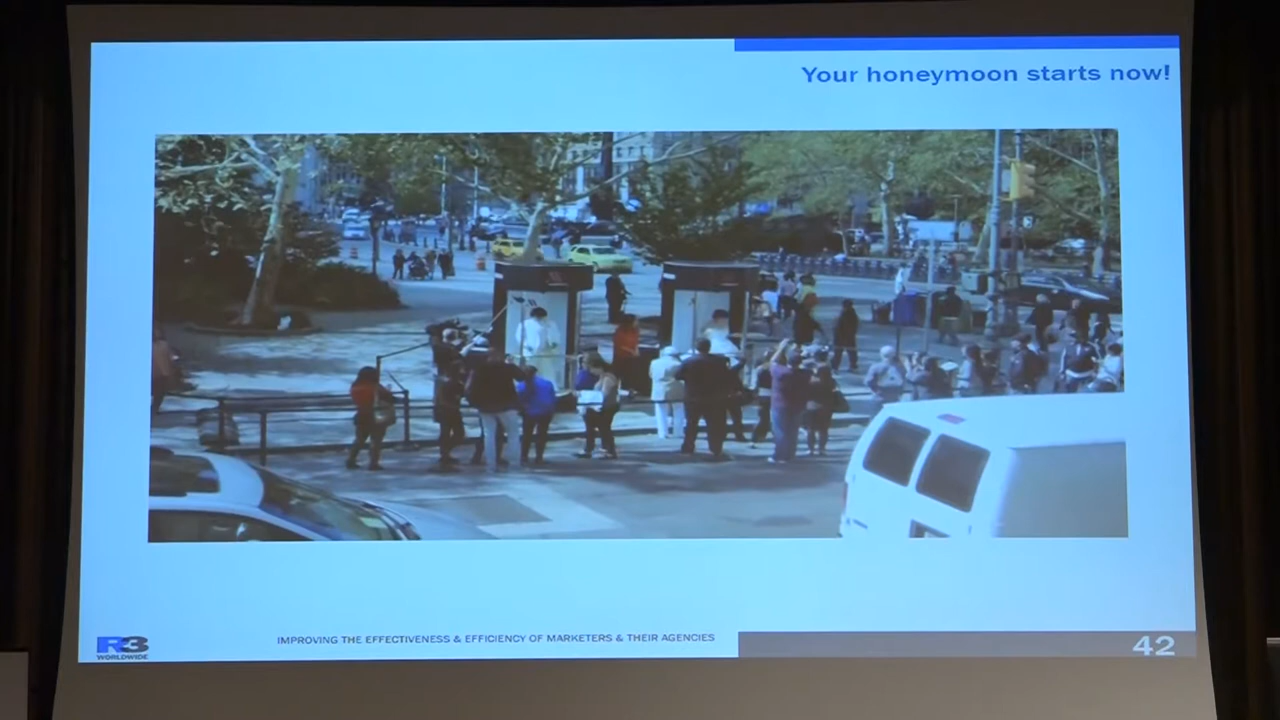 Your honeymoon starts now!
R3
WORLDWIDE
IMPROVING THE EFFECTIVENESS & EFFICIENCY OF MARKETERS & THEIR AGENCIES
42